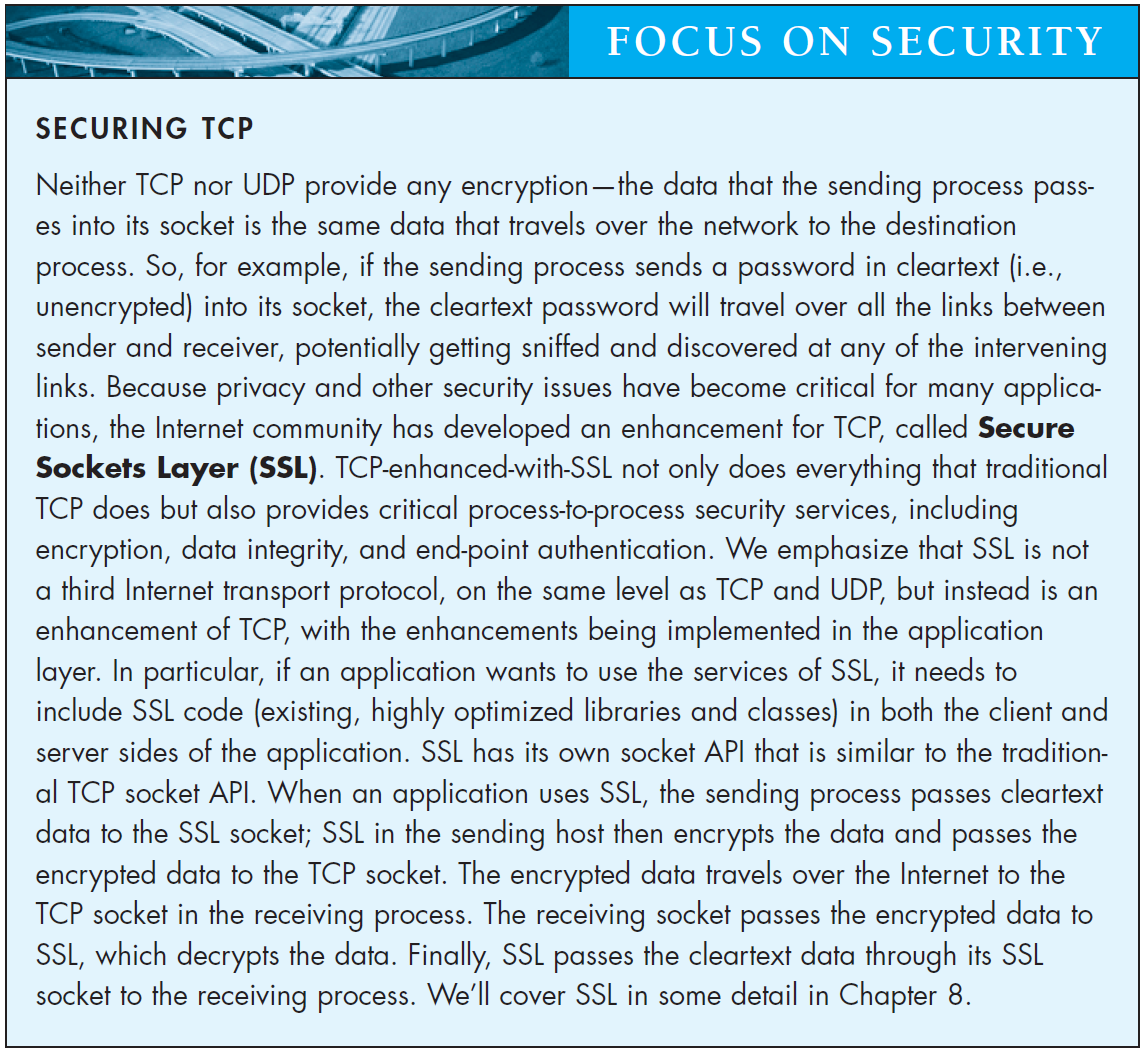 FOCUS ON SECURITY
SECURING TCP
Neither TCP nor UDP provide any encryption—the data that the sending process pass-
es into its socket is the same data that travels over the network to the destination
process. So, for example, if the sending process sends a password in cleartext (i.e.,
unencrypted) into its socket, the cleartext password will travel over all the links between
sender and receiver, potentially getting sniffed and discovered at any of the intervening
links. Because privacy and other security issues have become critical for many applica-
tions, the Internet community has developed an enhancement for TCP, called Secure
Sockets Layer (SSL). TCP-enhanced-with-SSL not only does everything that traditional
TCP does but also provides critical process-to-process security services, including
encryption, data integrity, and end-point authentication. We emphasize that SSL is not
a third Internet transport protocol, on the same level as TCP and UDP, but instead is an
enhancement of TCP, with the enhancements being implemented in the application
layer. In particular, if an application wants to use the services of SSL, it needs to
include SSL code (existing, highly optimized libraries and classes) in both the client and
server sides of the application. SSL has its own socket API that is similar to the tradition-
al TCP socket API. When an application uses SSL, the sending process passes cleartext
data to the SSL socket; SSL in the sending host then encrypts the data and passes the
encrypted data to the TCP socket. The encrypted data travels over the Internet to the
TCP socket in the receiving process. The receiving socket passes the encrypted data to
SSL, which decrypts the data. Finally, SSL passes the cleartext data through its SSL
socket to the receiving process. We'll cover SSL in some detail in Chapter 8.